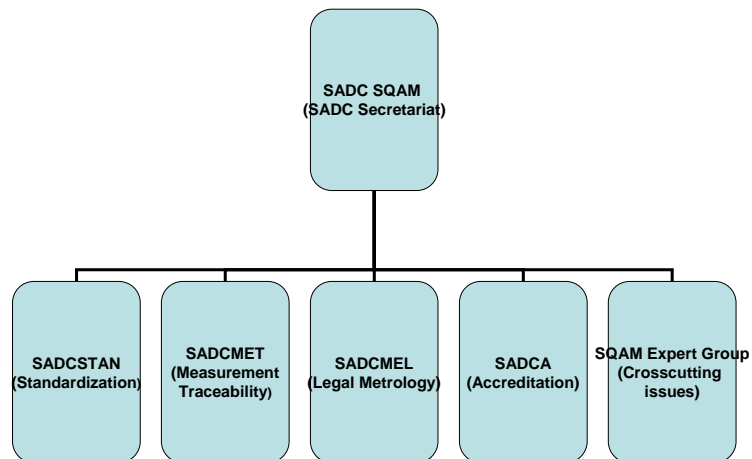 SADC SQAM
(SADC Secretariat)
SADCSTAN
(Standardization)
SADCMET
(Measurement
Traceability)
SADCMEL
(Legal Metrology)
SADCA
(Accreditation)
SQAM Expert Group
(Crosscutting
issues)